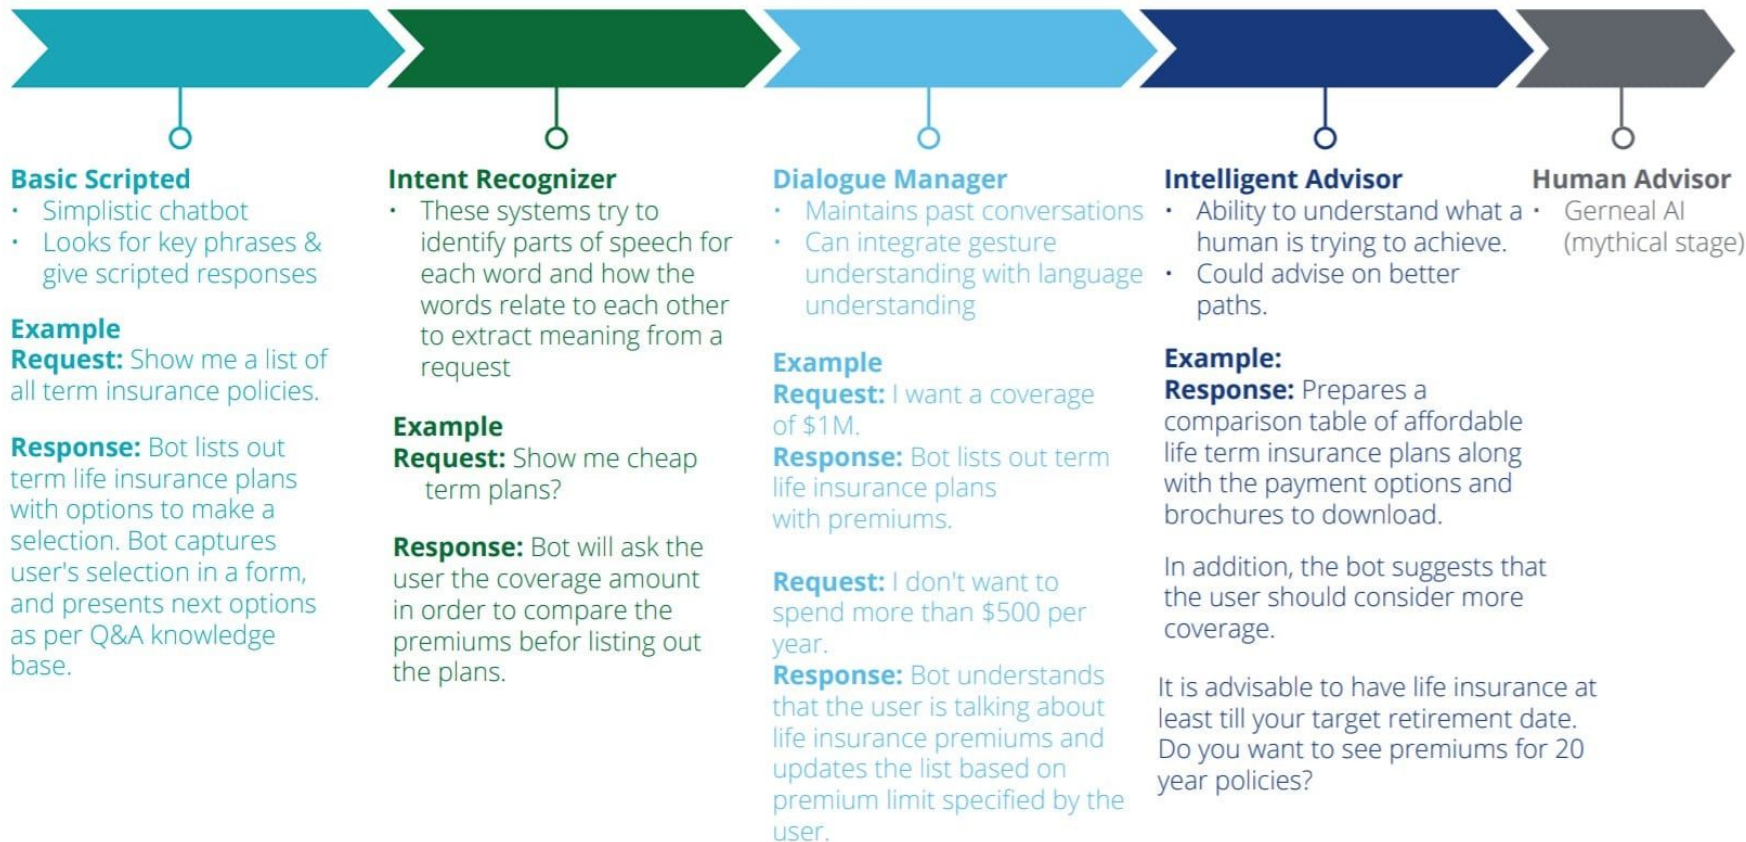 Basic Scripted
· Simplistic chatbot
· Looks for key phrases &
give scripted responses
Example
Request: Show me a list of
all term insurance policies.
Response: Bot lists out
term life insurance plans
with options to make a
selection. Bot captures
user's selection in a form,
and presents next options
as per Q&A knowledge
base.
Intent Recognizer
· These systems try to
identify parts of speech for
each word and how the
words relate to each other
to extract meaning from a
request
Example
Request: Show me cheap
term plans?
Response: Bot will ask the
user the coverage amount
in order to compare the
premiums befor listing out
the plans.
Dialogue Manager
· Maintains past conversations
· Can integrate gesture
understanding with language
understanding
Example
Request: I want a coverage
of $1M.
Response: Bot lists out term
life insurance plans
with premiums.
Request: I don't want to
spend more than $500 per
year.
Response: Bot understands
that the user is talking about
life insurance premiums and
updates the list based on
premium limit specified by the
user.
Intelligent Advisor
· Ability to understand what a
human is trying to achieve.
· Could advise on better
paths.
Example:
Response: Prepares a
comparison table of affordable
life term insurance plans along
with the payment options and
brochures to download.
In addition, the bot suggests that
the user should consider more
coverage.
It is advisable to have life insurance at
least till your target retirement date.
Do you want to see premiums for 20
year policies?
Human Advisor
· Gerneal AI
(mythical stage)